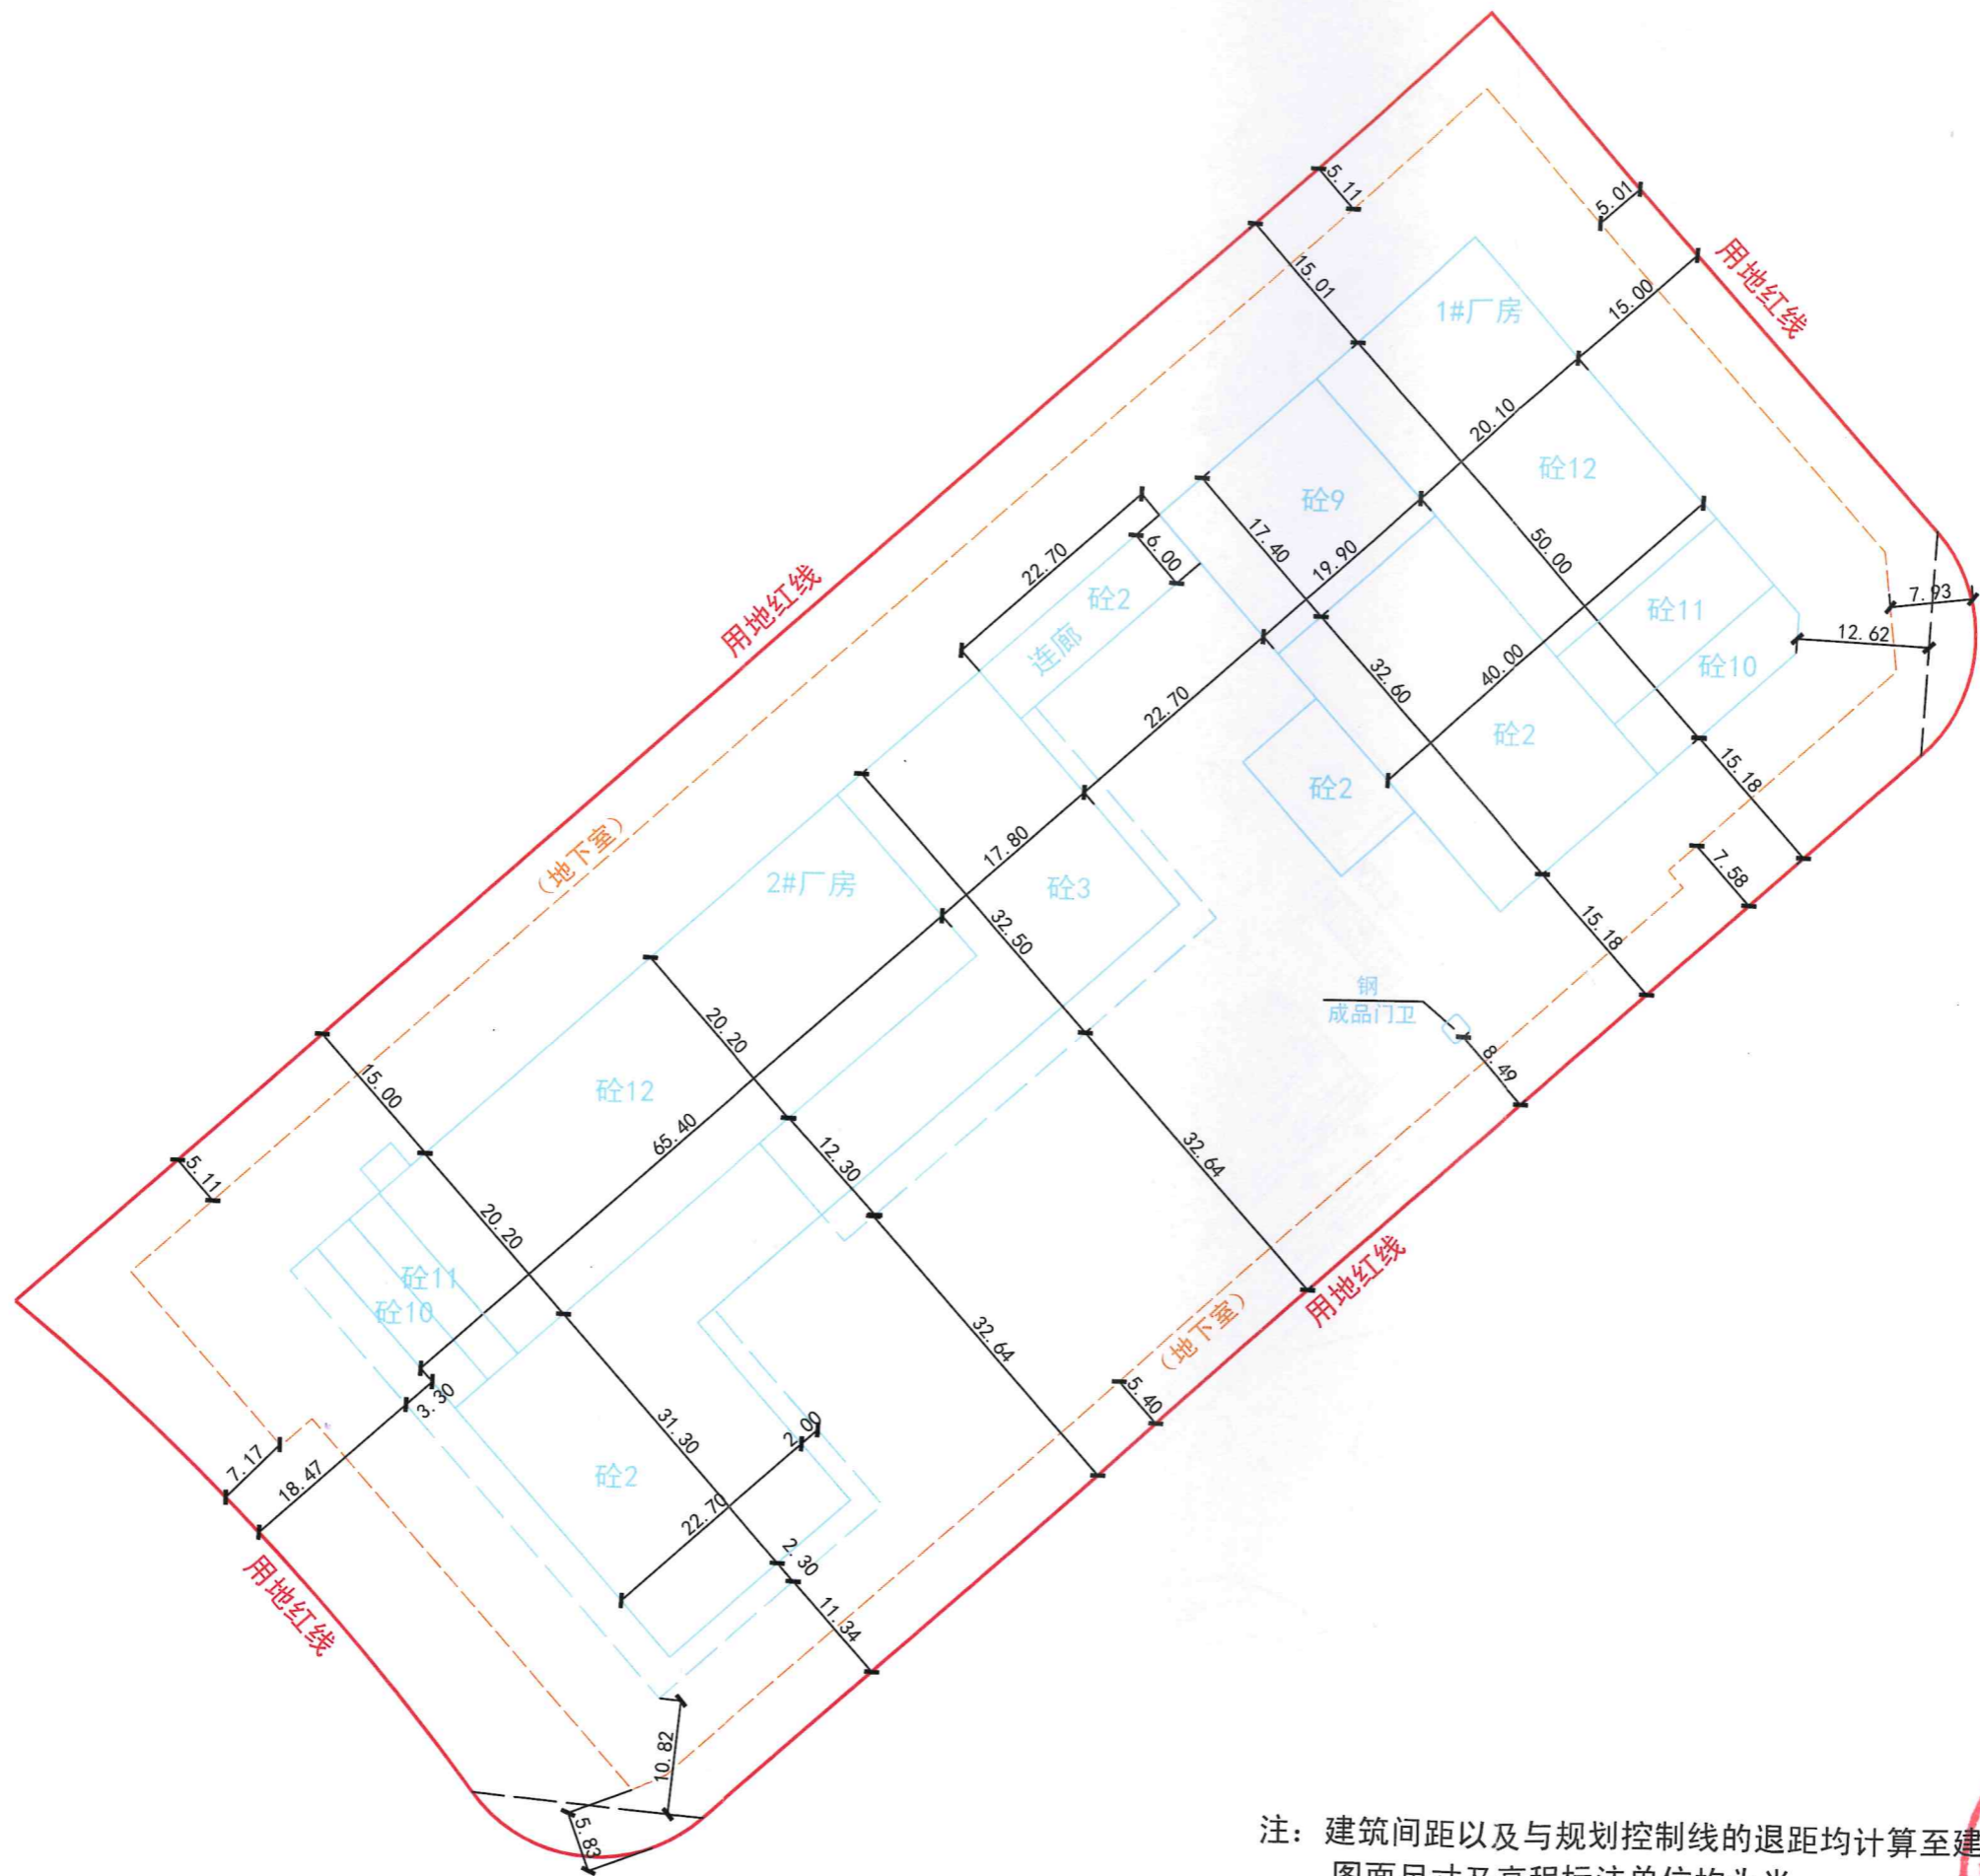 5.11
5.01
用地红线
15.01
15.00
1#厂房
20.10
砼12
砼9
17.40
19.90
50.00
22.70
6.00
砼2
连廊
用地红线
砼11
7.93
12.62
砼10
32.60
40.00
22.70
砼2
砼2
15.18
(地下室)
17.80
2#厂房
砼3
7.58
32.50
15.18
钢
成品门卫
8.49
20.20
15.00
砼12
65.40
12.30
32.64
5.11
20.20
砼11
砼10
用地红线
(地下室)
32.64
5.40
3.30
31.30
2.00
7.17
18.47
砼2
22.70
2.30
用地红线
11.34
10.82
5.83
注：建筑间距以及与规划控制线的退距均计算至建